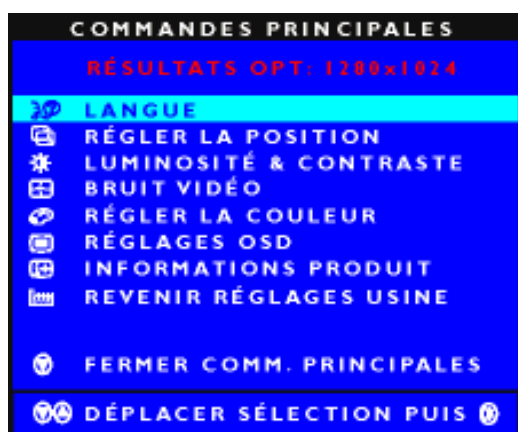 COMMANDES PRINCIPALES
RÉSULTATS OPT: 1280x1024
LANGUE
RÉGLER LA POSITION
LUMINOSITÉ & CONTRASTE
BRUIT VIDÉO
RÉGLER LA COULEUR
RÉGLAGES OSD
INFORMATIONS PRODUIT
REVENIR RÉGLAGES USINE
FERMER COMM. PRINCIPALES
DÉPLACER SÉLECTION PUIS